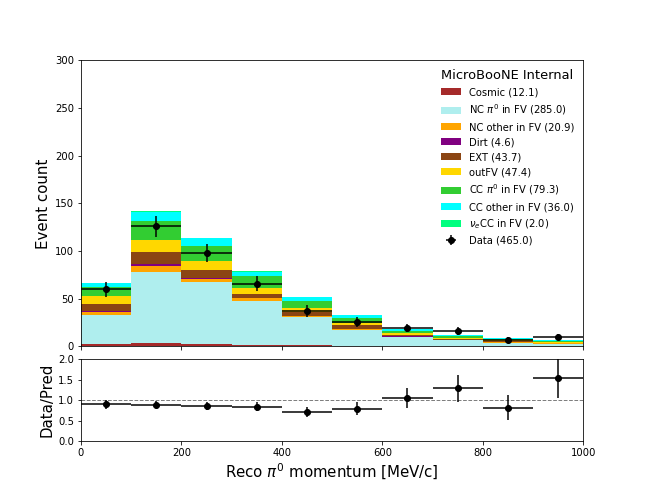 300
250
200
150
100
50
0
Event count
MicroBooNE Internal
Cosmic (12.1)
NC π⁰ in FV (285.0)
NC other in FV (20.9)
Dirt (4.6)
EXT (43.7)
outFV (47.4)
CC π⁰ in FV (79.3)
CC other in FV (36.0)
νₑCC in FV (2.0)
Data (465.0)
2.0
1.5
1.0
0.5
0.0
Data/Pred
0 200 400 600 800 1000
Reco π⁰ momentum [MeV/c]